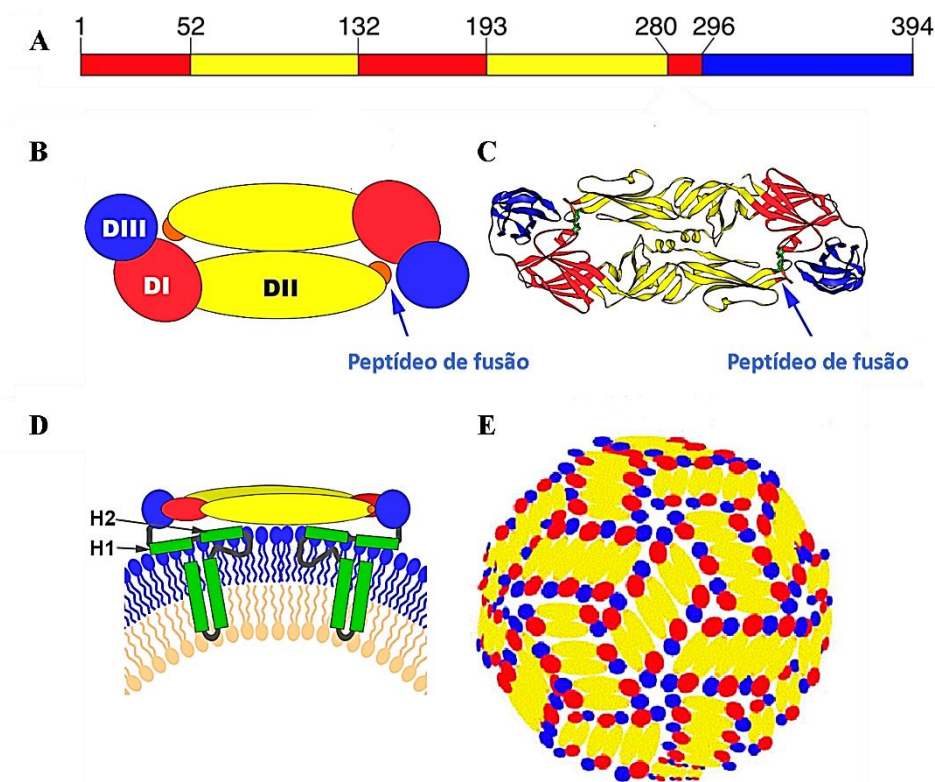 1 52 132 193 280 296 394
A
B
C
DIII
DI
DII
Peptídeo de fusão
Peptídeo de fusão
D
E
H2
H1